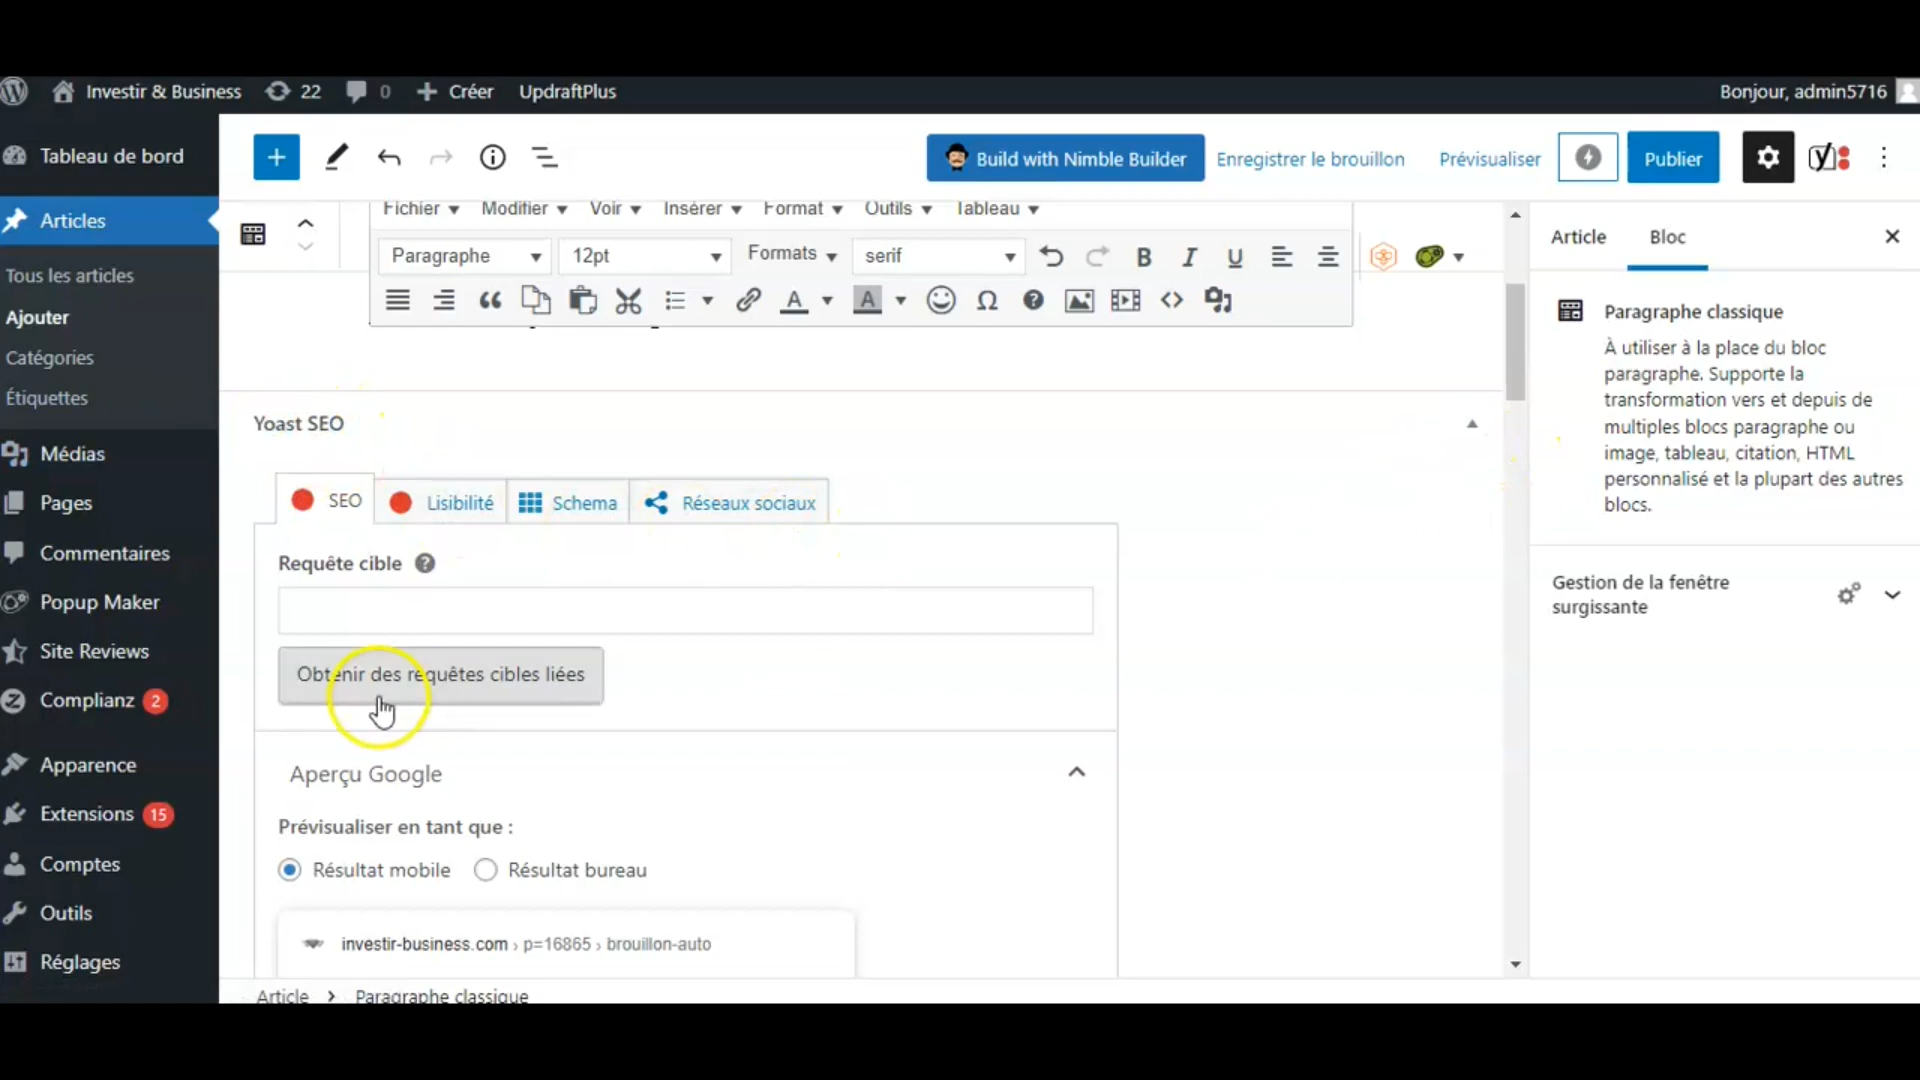 Investir & Business 22 0 Créer UpdraftPlus Bonjour, admin5716
Tableau de bord
Articles
Tous les articles
Ajouter
Catégories
Étiquettes
Médias
Pages
Commentaires
Popup Maker
Site Reviews
Complianz 2
Apparence
Extensions 15
Comptes
Outils
Réglages
Build with Nimble Builder Enregistrer le brouillon Prévisualiser Publier
Fichier Modifier Voir Insérer Format Outils Tableau
Paragraphe 12pt Formats serif B I U
A A Ω
Yoast SEO
SEO Lisibilité Schema Réseaux sociaux
Requête cible
Obtenir des requêtes cibles liées
Aperçu Google
Prévisualiser en tant que :
Résultat mobile Résultat bureau
investir-business.com › p=16865 › brouillon-auto
Article Paragraphe classique
Article Bloc
Paragraphe classique
À utiliser à la place du bloc
paragraphe. Supporte la
transformation vers et depuis de
multiples blocs paragraphe ou
image, tableau, citation, HTML
personnalisé et la plupart des autres
blocs.
Gestion de la fenêtre
surgissante